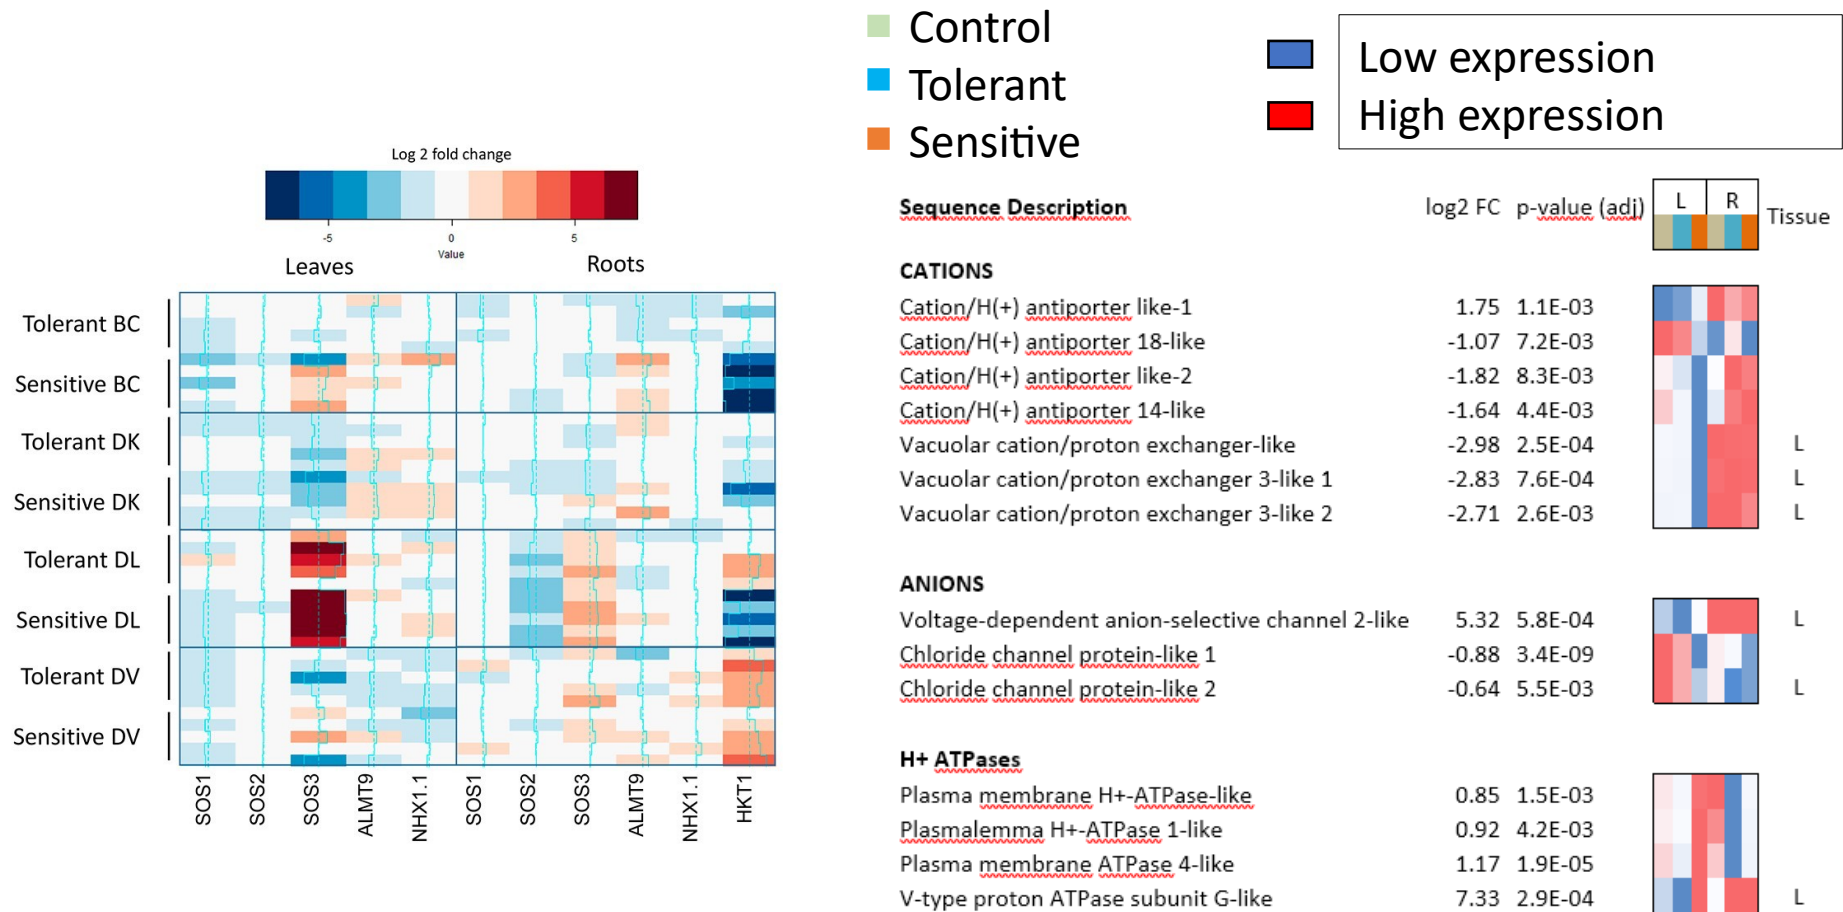 Control
Tolerant
Sensitive
Low expression
High expression
Log 2 fold change
-5 0 5
Value
Leaves Roots
Tolerant BC
Sensitive BC
Tolerant DK
Sensitive DK
Tolerant DL
Sensitive DL
Tolerant DV
Sensitive DV
SOS1 SOS2 SOS3 ALMT9 NHX1.1 SOS1 SOS2 SOS3 ALMT9 NHX1.1 HKT1
Sequence Description log2 FC p-value (adj) L R Tissue
CATIONS
Cation/H(+) antiporter like-1 1.75 1.1E-03
Cation/H(+) antiporter 18-like -1.07 7.2E-03
Cation/H(+) antiporter like-2 -1.82 8.3E-03
Cation/H(+) antiporter 14-like -1.64 4.4E-03
Vacuolar cation/proton exchanger-like -2.98 2.5E-04 L
Vacuolar cation/proton exchanger 3-like 1 -2.83 7.6E-04 L
Vacuolar cation/proton exchanger 3-like 2 -2.71 2.6E-03 L
ANIONS
Voltage-dependent anion-selective channel 2-like 5.32 5.8E-04 L
Chloride channel protein-like 1 -0.88 3.4E-09
Chloride channel protein-like 2 -0.64 5.5E-03 L
H+ ATPases
Plasma membrane H+-ATPase-like 0.85 1.5E-03
Plasmalemma H+-ATPase 1-like 0.92 4.2E-03
Plasma membrane ATPase 4-like 1.17 1.9E-05
V-type proton ATPase subunit G-like 7.33 2.9E-04 L